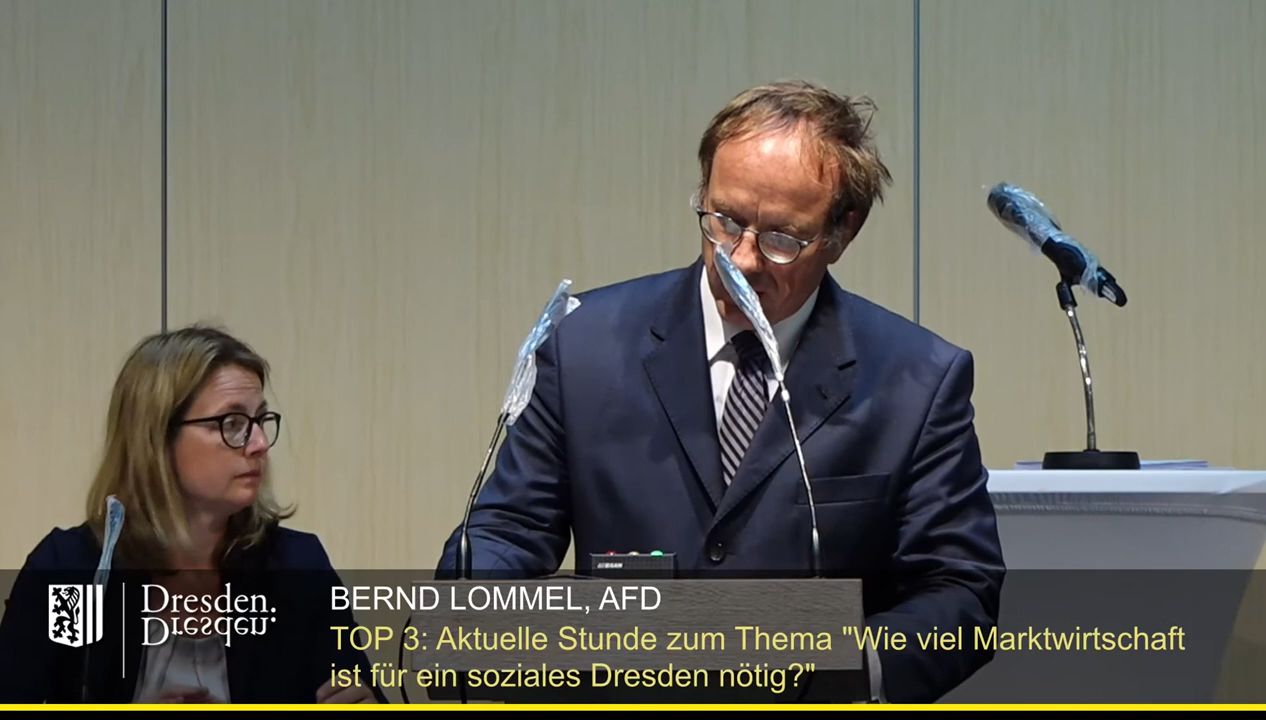 Dresden.
Dresden.
BERND LOMMEL, AFD
TOP 3: Aktuelle Stunde zum Thema "Wie viel Marktwirtschaft
ist für ein soziales Dresden nötig?"